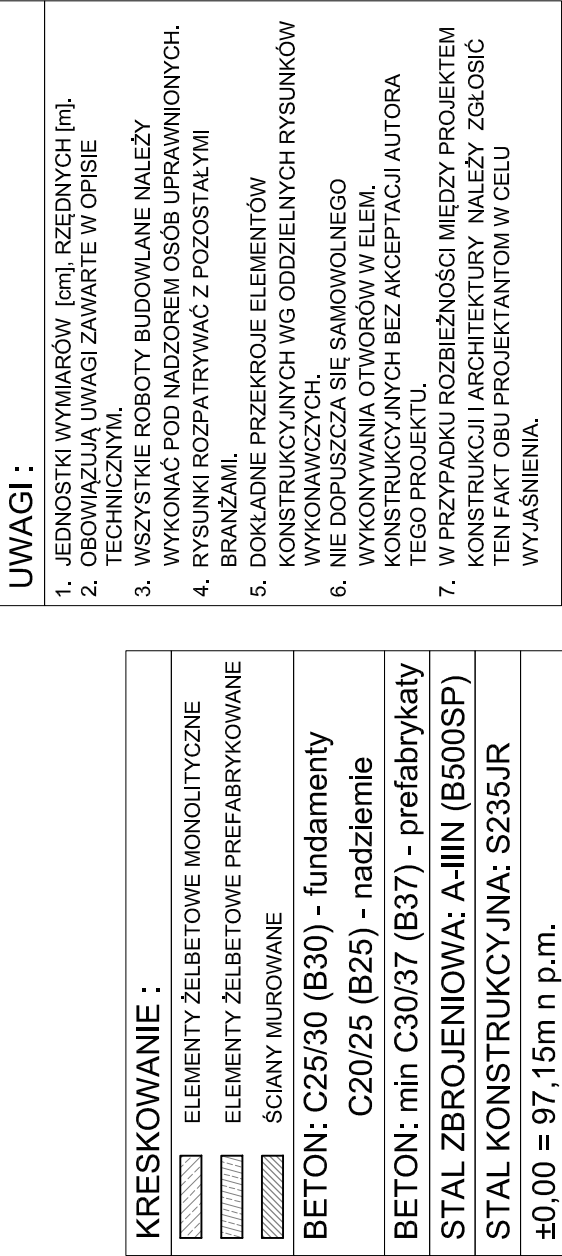 KRESKOWANIE :
ELEMENTY ŻELBETOWE MONOLITYCZNE
ELEMENTY ŻELBETOWE PREFABRYKOWANE
ŚCIANY MUROWANE
BETON: C25/30 (B30) - fundamenty
C20/25 (B25) - nadziemie
BETON: min C30/37 (B37) - prefabrykaty
STAL ZBROJENIOWA: A-IIIN (B500SP)
STAL KONSTRUKCYJNA: S235JR
±0,00 = 97,15m n p.m.
UWAGI :
1. JEDNOSTKI WYMIARÓW [cm], RZĘDNYCH [m].
2. OBOWIĄZUJĄ UWAGI ZAWARTE W OPISIE
TECHNICZNYM.
3. WSZYSTKIE ROBOTY BUDOWLANE NALEŻY
WYKONAĆ POD NADZOREM OSÓB UPRAWNIONYCH.
4. RYSUNKI ROZPATRYWAĆ Z POZOSTAŁYMI
BRANŻAMI.
5. DOKŁADNE PRZEKROJE ELEMENTÓW
KONSTRUKCYJNYCH WG ODDZIELNYCH RYSUNKÓW
WYKONAWCZYCH.
6. NIE DOPUSZCZA SIĘ SAMOWOLNEGO
WYKONYWANIA OTWORÓW W ELEM.
KONSTRUKCYJNYCH BEZ AKCEPTACJI AUTORA
TEGO PROJEKTU.
7. W PRZYPADKU ROZBIEŻNOŚCI MIĘDZY PROJEKTEM
KONSTRUKCJI I ARCHITEKTURY NALEŻY ZGŁOSIĆ
TEN FAKT OBU PROJEKTANTOM W CELU
WYJAŚNIENIA.